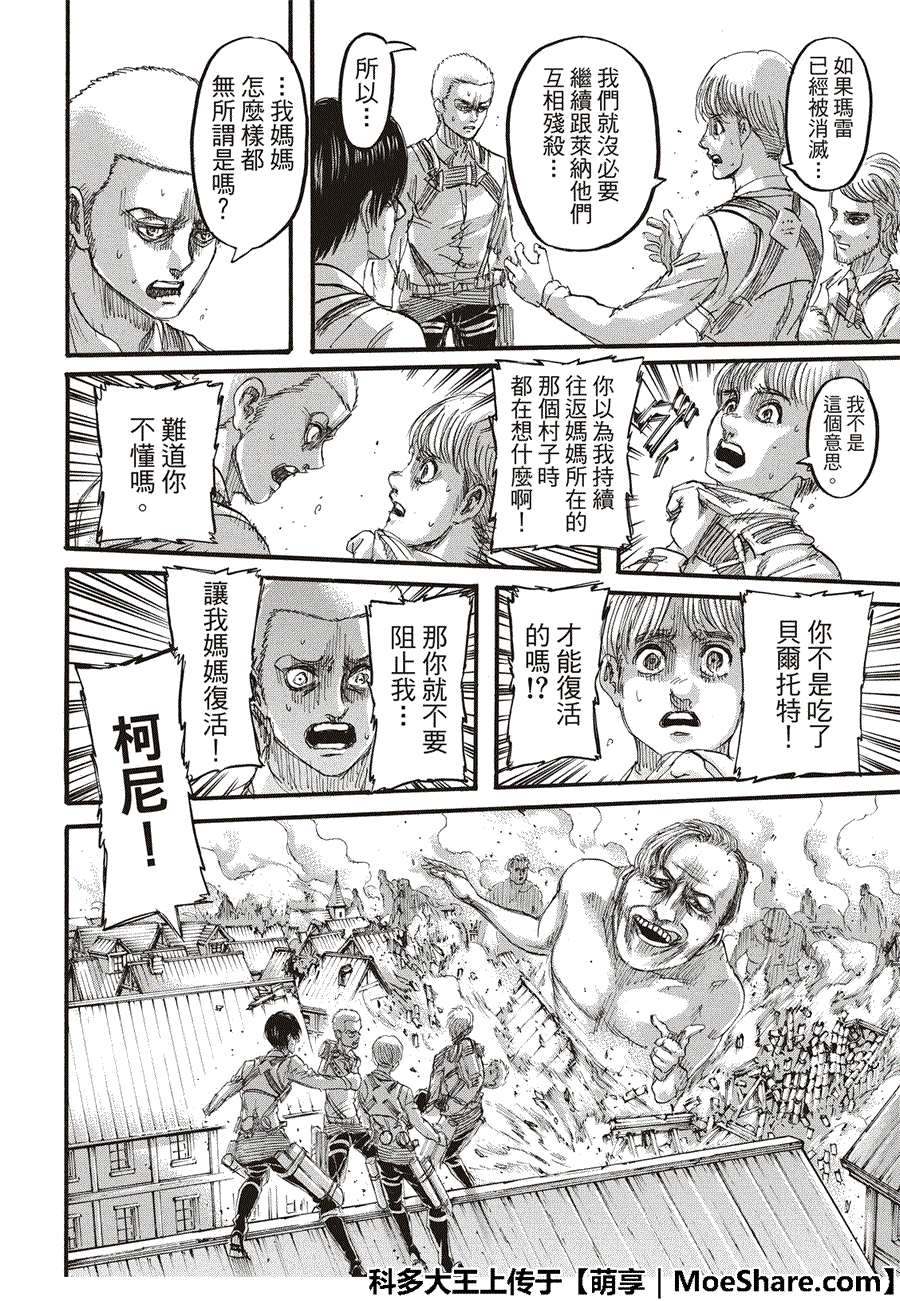 如果瑪雷
已經被消滅…
我們就沒必要
繼續跟萊納他們
互相殘殺…
所以…
…我媽媽
怎麼樣都
無所謂是嗎？
我不是
這個意思。
你以為我持續
往返媽媽所在的
那個村子時
都在想什麼啊！
難道你
不懂嗎。
你不是吃了
貝爾托特！
才能復活
的嗎!?
那你就不要
阻止我…
讓我媽媽復活！
柯尼！
科多大王上传于【萌享｜MoeShare.com】